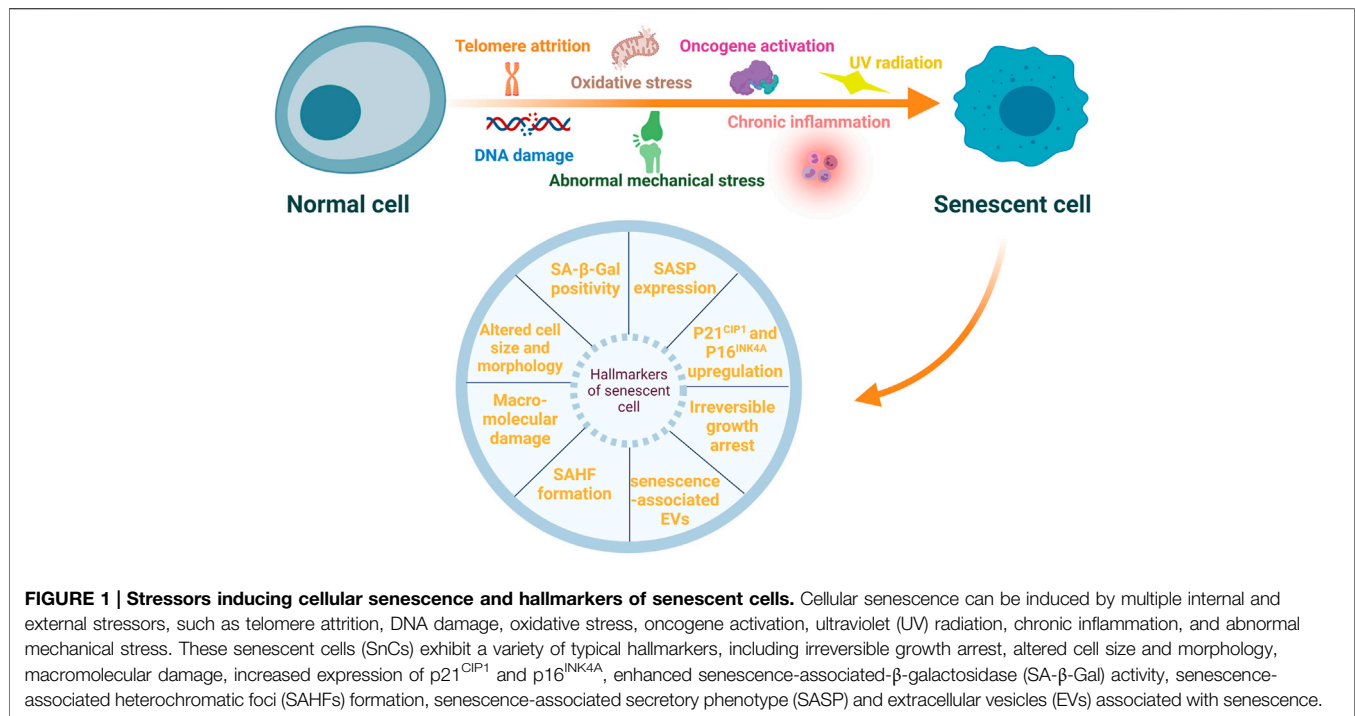 Telomere attrition
Oxidative stress
Oncogene activation
UV radiation
DNA damage
Abnormal mechanical stress
Chronic inflammation
Normal cell
Senescent cell
SA-β-Gal
positivity
SASP
expression
P21CIP1 and
P16INK4A
upregulation
Irreversible
growth
arrest
senescence
-associated
EVs
SAHF
formation
Macro-
molecular
damage
Altered cell
size and
morphology
Hallmarkers
of senescent
cell
FIGURE 1 | Stressors inducing cellular senescence and hallmarkers of senescent cells. Cellular senescence can be induced by multiple internal and
external stressors, such as telomere attrition, DNA damage, oxidative stress, oncogene activation, ultraviolet (UV) radiation, chronic inflammation, and abnormal
mechanical stress. These senescent cells (SnCs) exhibit a variety of typical hallmarkers, including irreversible growth arrest, altered cell size and morphology,
macromolecular damage, increased expression of p21CIP1 and p16INK4A, enhanced senescence-associated-β-galactosidase (SA-β-Gal) activity, senescence-
associated heterochromatic foci (SAHFs) formation, senescence-associated secretory phenotype (SASP) and extracellular vesicles (EVs) associated with senescence.